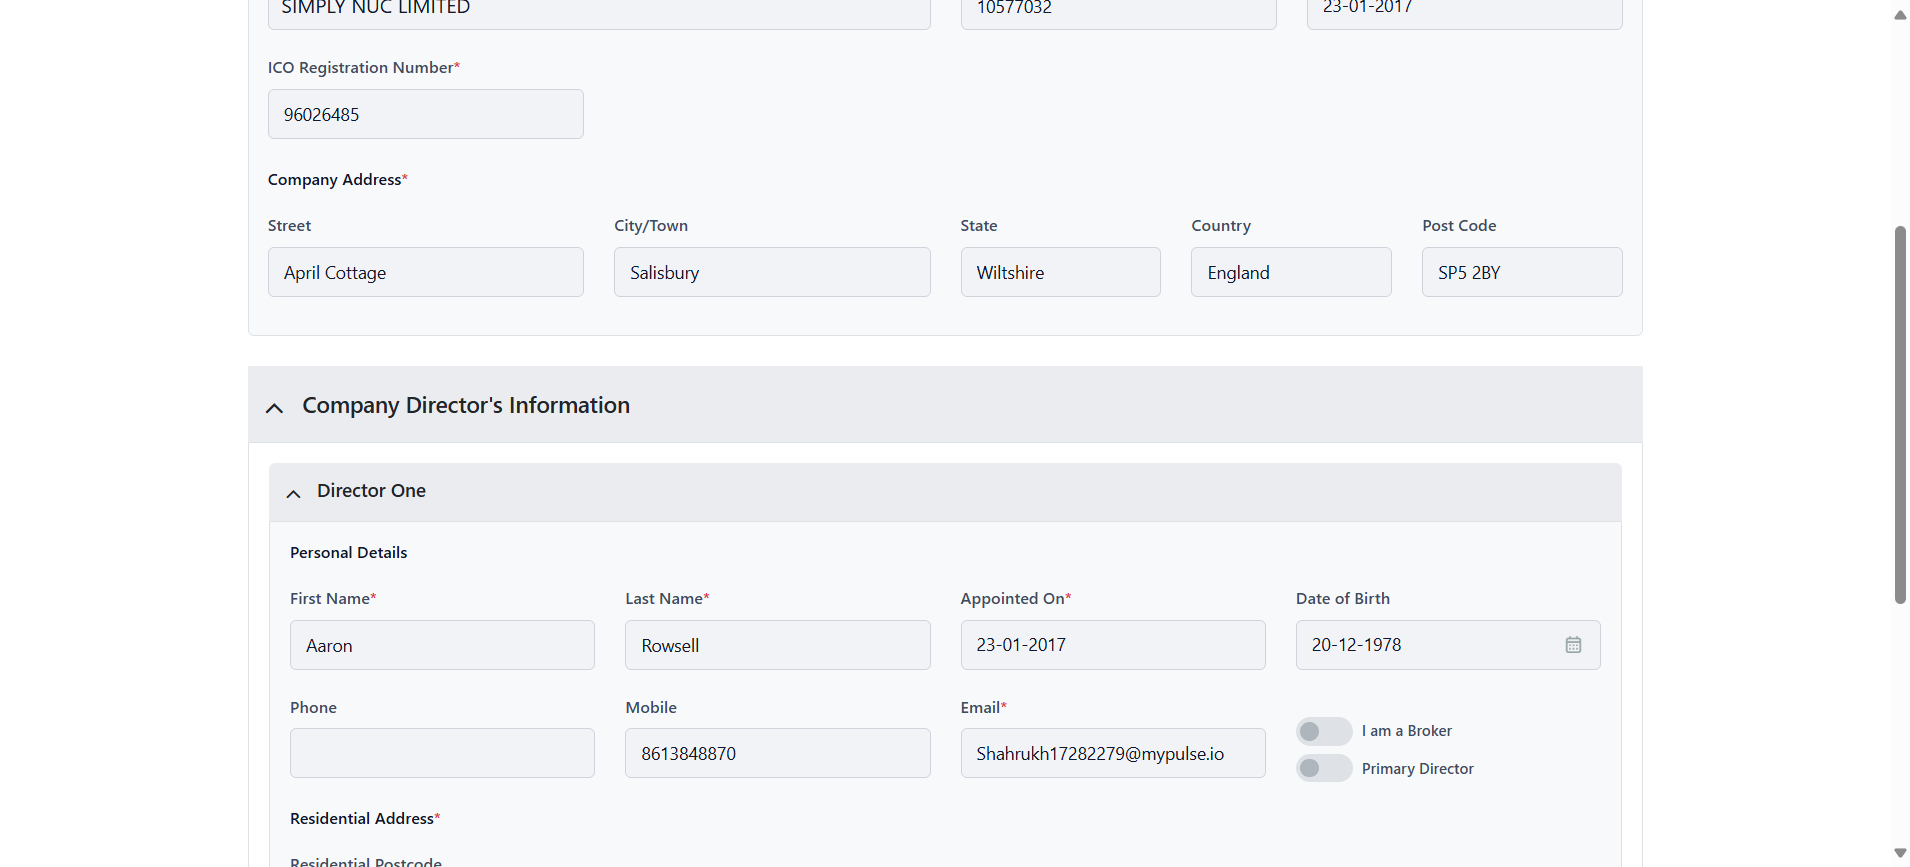 SIMPLY NUC LIMITED 10577032 23-01-2017
ICO Registration Number*
96026485
Company Address*
Street City/Town State Country Post Code
April Cottage Salisbury Wiltshire England SP5 2BY
Company Director's Information
Director One
Personal Details
First Name* Last Name* Appointed On* Date of Birth
Aaron Rowsell 23-01-2017 20-12-1978
Phone Mobile Email*
I am a Broker
8613848870 Shahrukh17282279@mypulse.io
Primary Director
Residential Address*
Residential Postcode